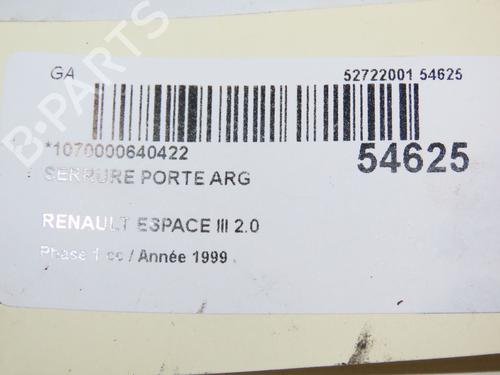 GA
52722001 54625
*1070000640422
54625
SERRURE PORTE ARG
RENAULT ESPACE III 2.0
Phase 1 cc / Année 1999
B-PARTS